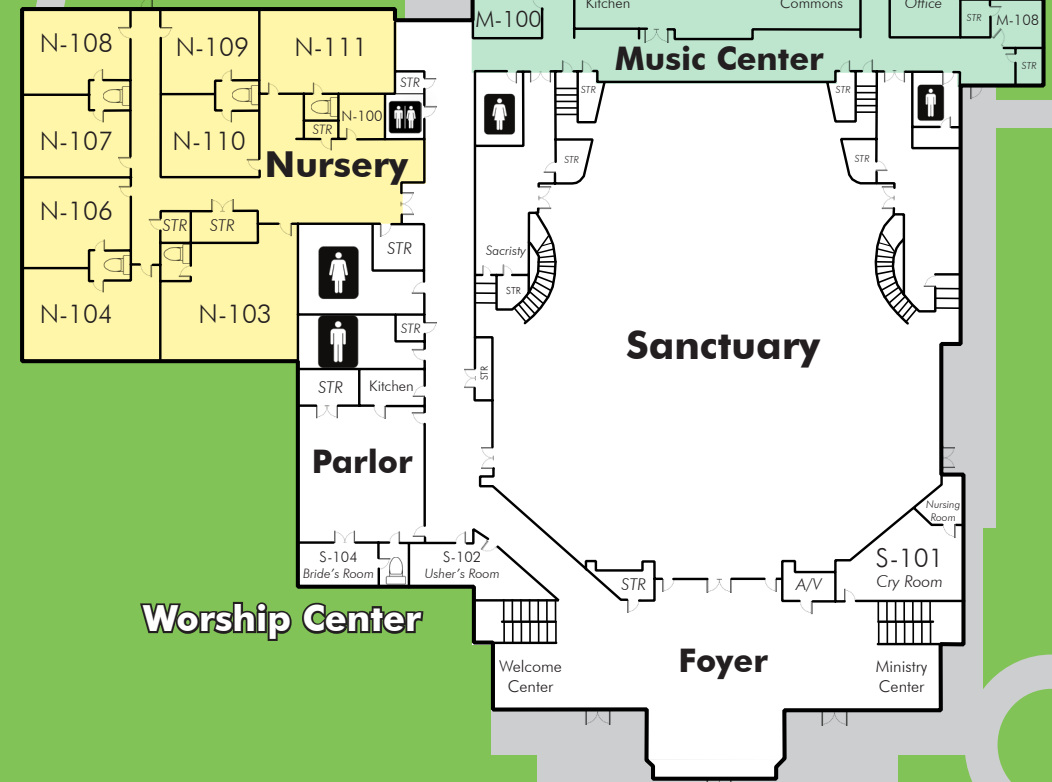 Kitchen
Commons
Office
M-100
STR
M-108
N-108
N-109
N-111
Music Center
STR
STR
STR
STR
N-100
STR
N-107
N-110
Nursery
STR
STR
N-106
STR
STR
STR
Sacristy
STR
N-104
N-103
STR
Sanctuary
STR
STR
Kitchen
Parlor
Nursing
Room
S-104
Bride's Room
S-102
Usher's Room
S-101
Cry Room
STR
A/V
Worship Center
Foyer
Welcome
Center
Ministry
Center